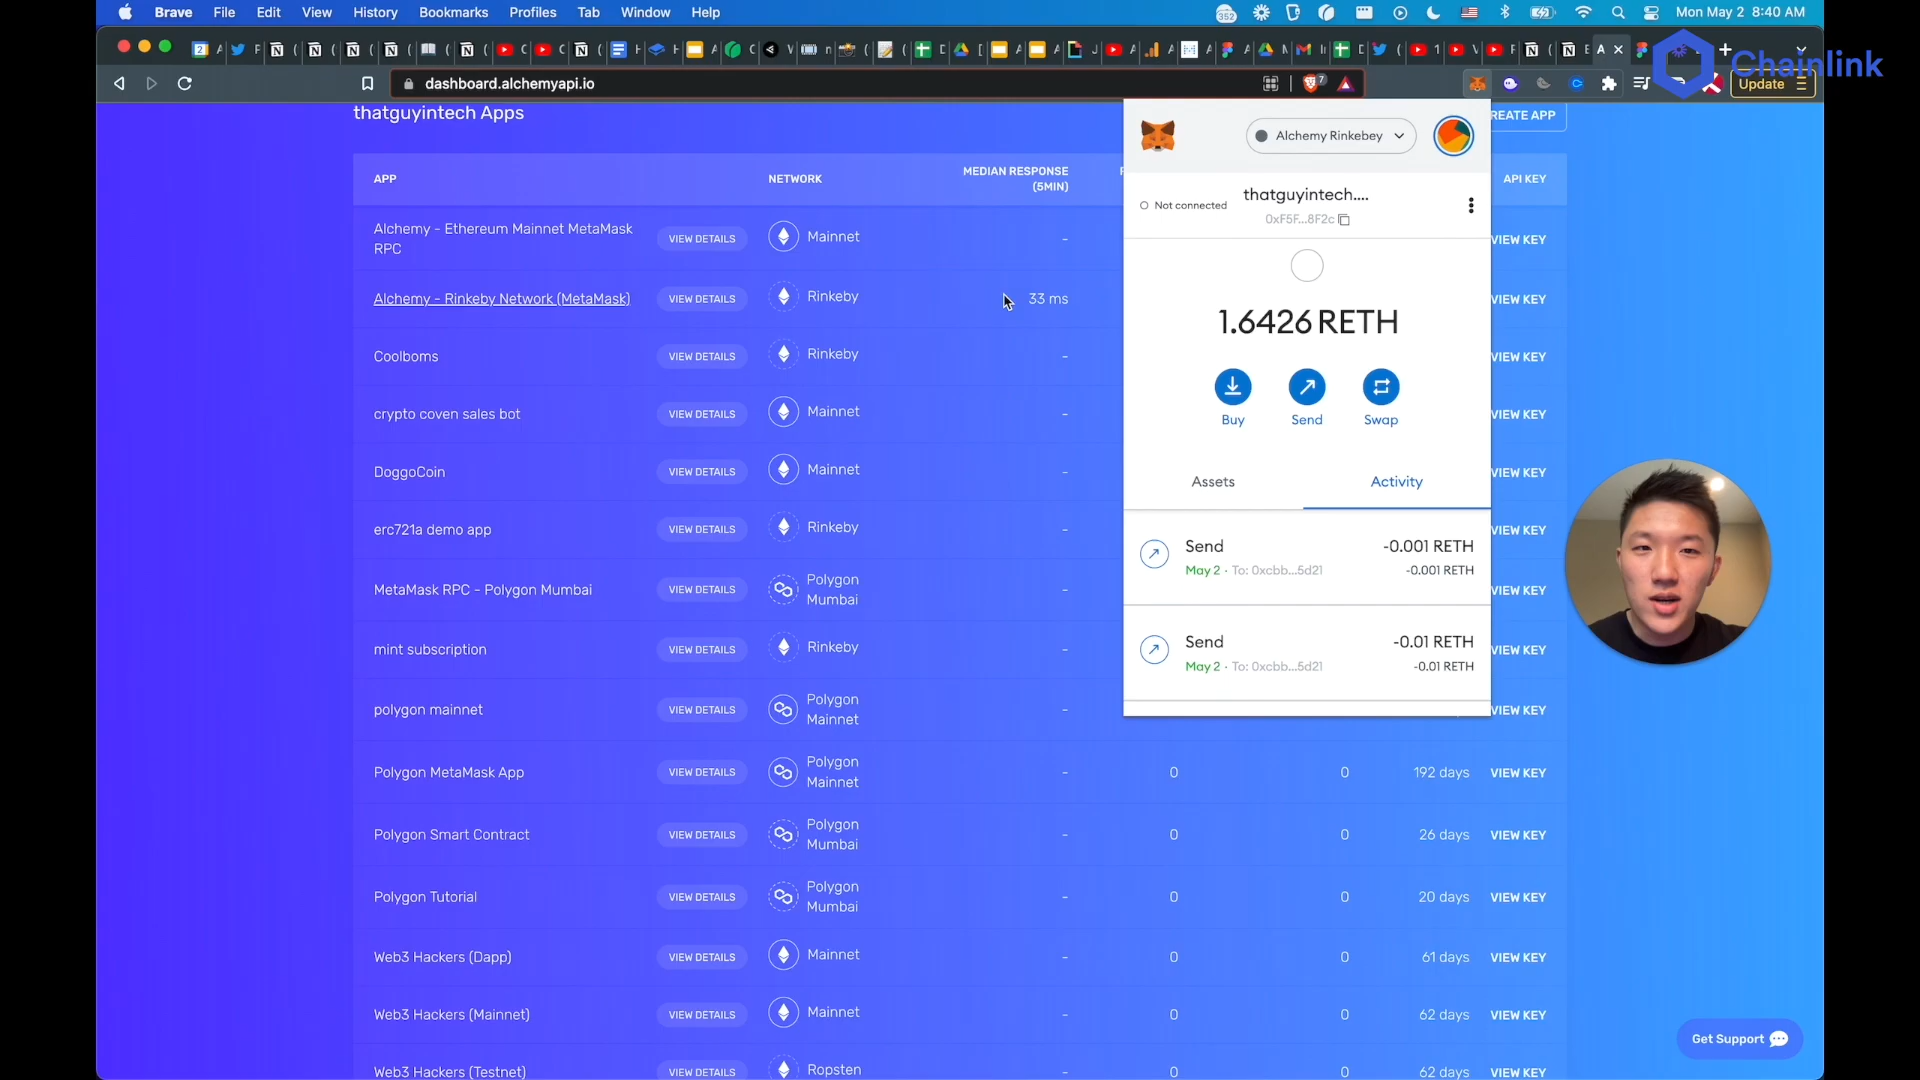 Brave File Edit View History Bookmarks Profiles Tab Window Help
352
Mon May 2 8:40 AM
dashboard.alchemyapi.io
7
Update
Chainlink
thatguyintech Apps
REATE APP
APP
NETWORK
MEDIAN RESPONSE
(5MIN)
API KEY
Alchemy - Ethereum Mainnet MetaMask
RPC
VIEW DETAILS
Mainnet
-
VIEW KEY
Alchemy - Rinkeby Network (MetaMask)
VIEW DETAILS
Rinkeby
33 ms
VIEW KEY
Coolboms
VIEW DETAILS
Rinkeby
-
VIEW KEY
crypto coven sales bot
VIEW DETAILS
Mainnet
-
VIEW KEY
DoggoCoin
VIEW DETAILS
Mainnet
-
VIEW KEY
erc721a demo app
VIEW DETAILS
Rinkeby
-
VIEW KEY
MetaMask RPC - Polygon Mumbai
VIEW DETAILS
Polygon
Mumbai
-
VIEW KEY
mint subscription
VIEW DETAILS
Rinkeby
-
VIEW KEY
polygon mainnet
VIEW DETAILS
Polygon
Mainnet
-
VIEW KEY
Polygon MetaMask App
VIEW DETAILS
Polygon
Mainnet
-
0
0
192 days
VIEW KEY
Polygon Smart Contract
VIEW DETAILS
Polygon
Mumbai
-
0
0
26 days
VIEW KEY
Polygon Tutorial
VIEW DETAILS
Polygon
Mumbai
-
0
0
20 days
VIEW KEY
Web3 Hackers (Dapp)
VIEW DETAILS
Mainnet
-
0
0
61 days
VIEW KEY
Web3 Hackers (Mainnet)
VIEW DETAILS
Mainnet
-
0
0
62 days
VIEW KEY
Web3 Hackers (Testnet)
VIEW DETAILS
Ropsten
-
0
0
62 days
VIEW KEY
Alchemy Rinkebey
Not connected
thatguyintech....
0xF5F...8F2c
1.6426 RETH
Buy
Send
Swap
Assets
Activity
Send
-0.001 RETH
May 2 · To: 0xcbb...5d21
-0.001 RETH
Send
-0.01 RETH
May 2 · To: 0xcbb...5d21
-0.01 RETH
Get Support